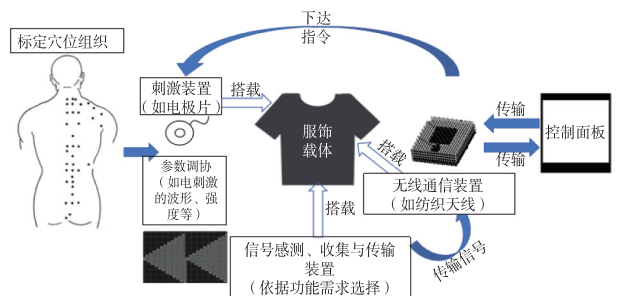 下达
指令
标定穴位组织
刺激装置
（如电极片）
搭载
服饰
载体
传输
控制面板
传输
搭载
参数调协
（如电刺激
的波形、强
度等）
无线通信装置
（如纺织天线）
搭载
信号感测、收集与传输
装置
（依据功能需求选择）
传输信号